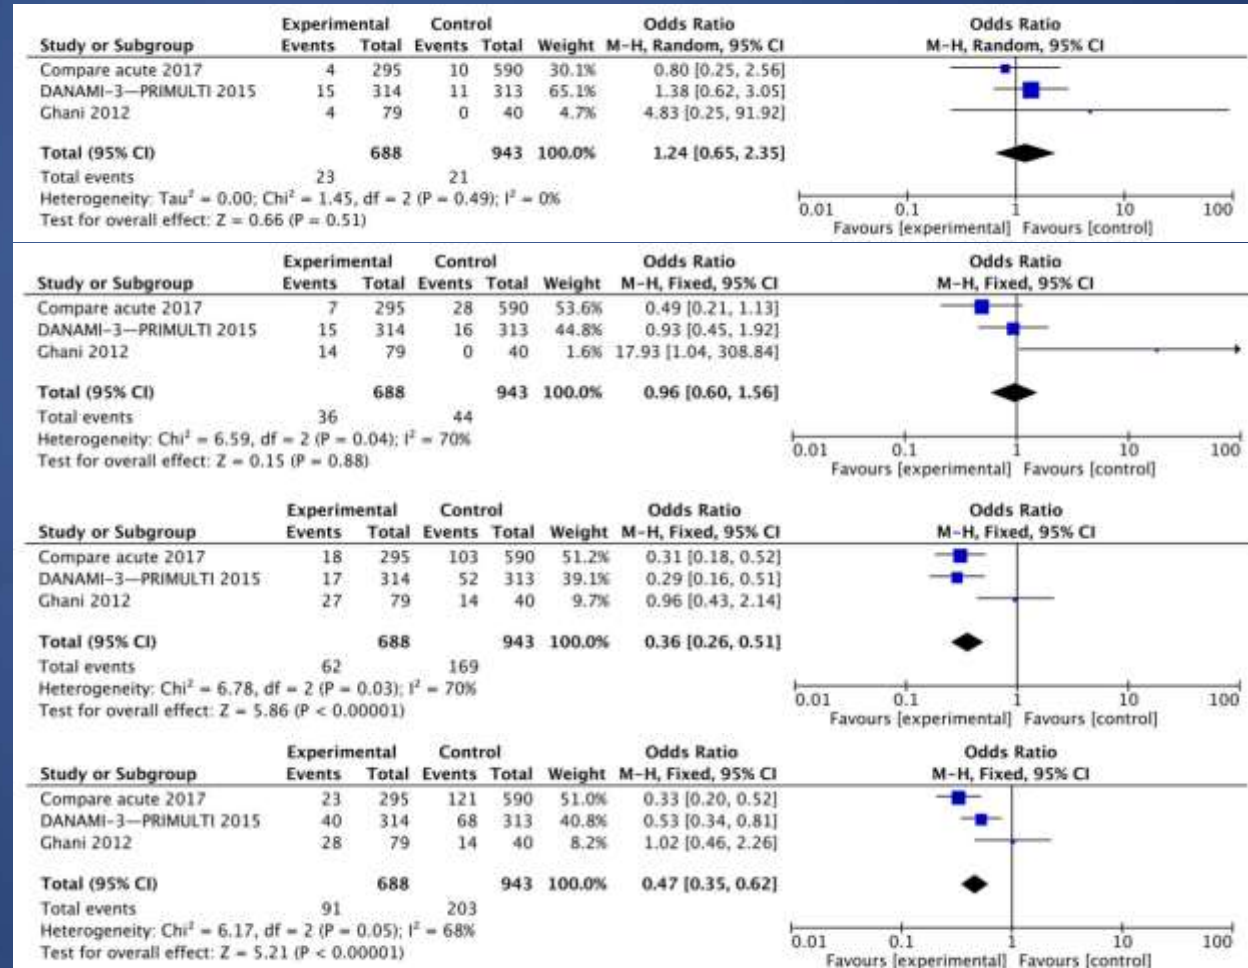 Experimental Control Odds Ratio Odds Ratio
Study or Subgroup Events Total Events Total Weight M-H, Random, 95% CI M-H, Random, 95% CI
Compare acute 2017 4 295 10 590 30.1% 0.80 [0.25, 2.56]
DANAMI-3—PRIMULTI 2015 15 314 11 313 65.1% 1.38 [0.62, 3.05]
Ghani 2012 4 79 0 40 4.7% 4.83 [0.25, 91.92]
Total (95% CI) 688 943 100.0% 1.24 [0.65, 2.35]
Total events 23 21
Heterogeneity: Tau² = 0.00; Chi² = 1.45, df = 2 (P = 0.49); I² = 0%
Test for overall effect: Z = 0.66 (P = 0.51)
0.01 0.1 1 10 100
Favours [experimental] Favours [control]
Experimental Control Odds Ratio Odds Ratio
Study or Subgroup Events Total Events Total Weight M-H, Fixed, 95% CI M-H, Fixed, 95% CI
Compare acute 2017 7 295 28 590 53.6% 0.49 [0.21, 1.13]
DANAMI-3—PRIMULTI 2015 15 314 16 313 44.8% 0.93 [0.45, 1.92]
Ghani 2012 14 79 0 40 1.6% 17.93 [1.04, 308.84]
Total (95% CI) 688 943 100.0% 0.96 [0.60, 1.56]
Total events 36 44
Heterogeneity: Chi² = 6.59, df = 2 (P = 0.04); I² = 70%
Test for overall effect: Z = 0.15 (P = 0.88)
0.01 0.1 1 10 100
Favours [experimental] Favours [control]
Experimental Control Odds Ratio Odds Ratio
Study or Subgroup Events Total Events Total Weight M-H, Fixed, 95% CI M-H, Fixed, 95% CI
Compare acute 2017 18 295 103 590 51.2% 0.31 [0.18, 0.52]
DANAMI-3—PRIMULTI 2015 17 314 52 313 39.1% 0.29 [0.16, 0.51]
Ghani 2012 27 79 14 40 9.7% 0.96 [0.43, 2.14]
Total (95% CI) 688 943 100.0% 0.36 [0.26, 0.51]
Total events 62 169
Heterogeneity: Chi² = 6.78, df = 2 (P = 0.03); I² = 70%
Test for overall effect: Z = 5.86 (P < 0.00001)
0.01 0.1 1 10 100
Favours [experimental] Favours [control]
Experimental Control Odds Ratio Odds Ratio
Study or Subgroup Events Total Events Total Weight M-H, Fixed, 95% CI M-H, Fixed, 95% CI
Compare acute 2017 23 295 121 590 51.0% 0.33 [0.20, 0.52]
DANAMI-3—PRIMULTI 2015 40 314 68 313 40.8% 0.53 [0.34, 0.81]
Ghani 2012 28 79 14 40 8.2% 1.02 [0.46, 2.26]
Total (95% CI) 688 943 100.0% 0.47 [0.35, 0.62]
Total events 91 203
Heterogeneity: Chi² = 6.17, df = 2 (P = 0.05); I² = 68%
Test for overall effect: Z = 5.21 (P < 0.00001)
0.01 0.1 1 10 100
Favours [experimental] Favours [control]